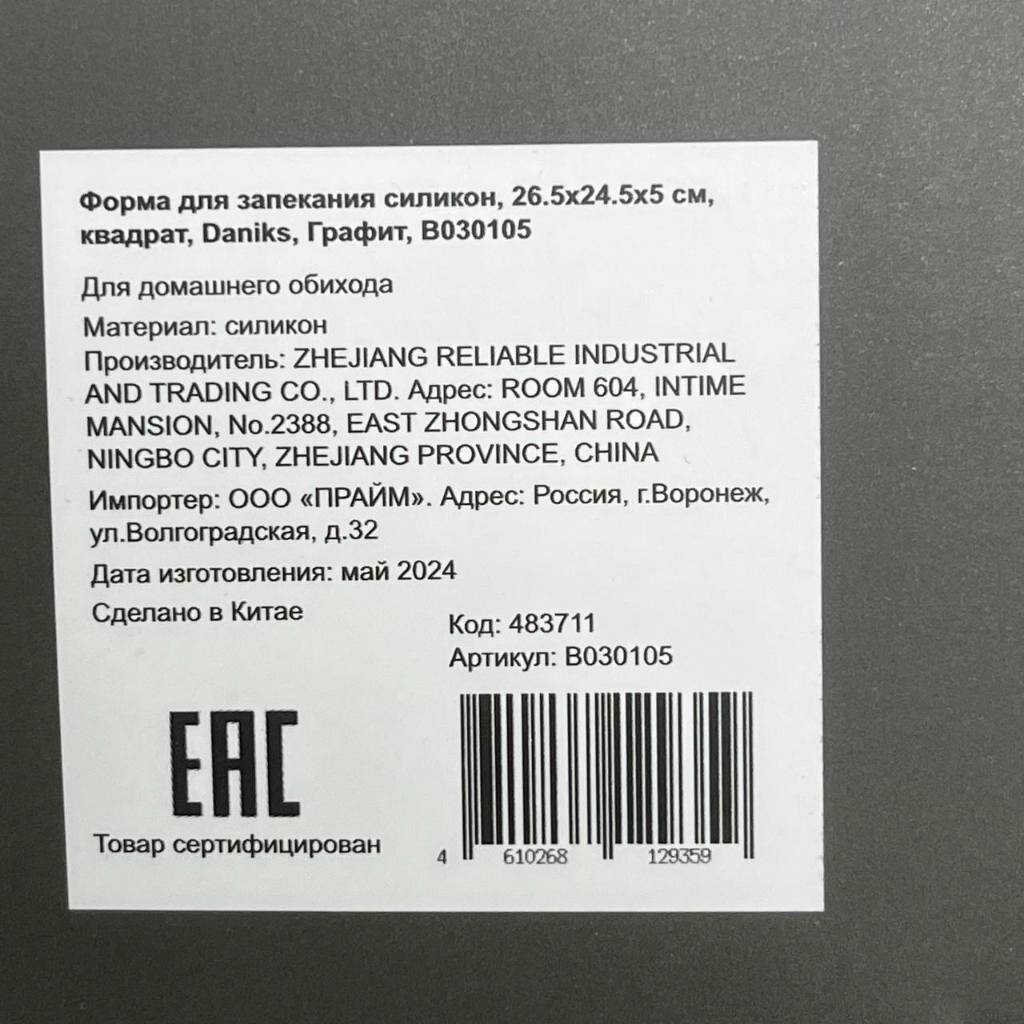 Форма для запекания силикон, 26.5x24.5x5 см,
квадрат, Daniks, Графит, B030105
Для домашнего обихода
Материал: силикон
Производитель: ZHEJIANG RELIABLE INDUSTRIAL
AND TRADING CO., LTD. Адрес: ROOM 604, INTIME
MANSION, No.2388, EAST ZHONGSHAN ROAD,
NINGBO CITY, ZHEJIANG PROVINCE, CHINA
Импортер: ООО «ПРАЙМ». Адрес: Россия, г.Воронеж,
ул.Волгоградская, д.32
Дата изготовления: май 2024
Сделано в Китае
Код: 483711
Артикул: B030105
EAC
Товар сертифицирован
4 610268 129359